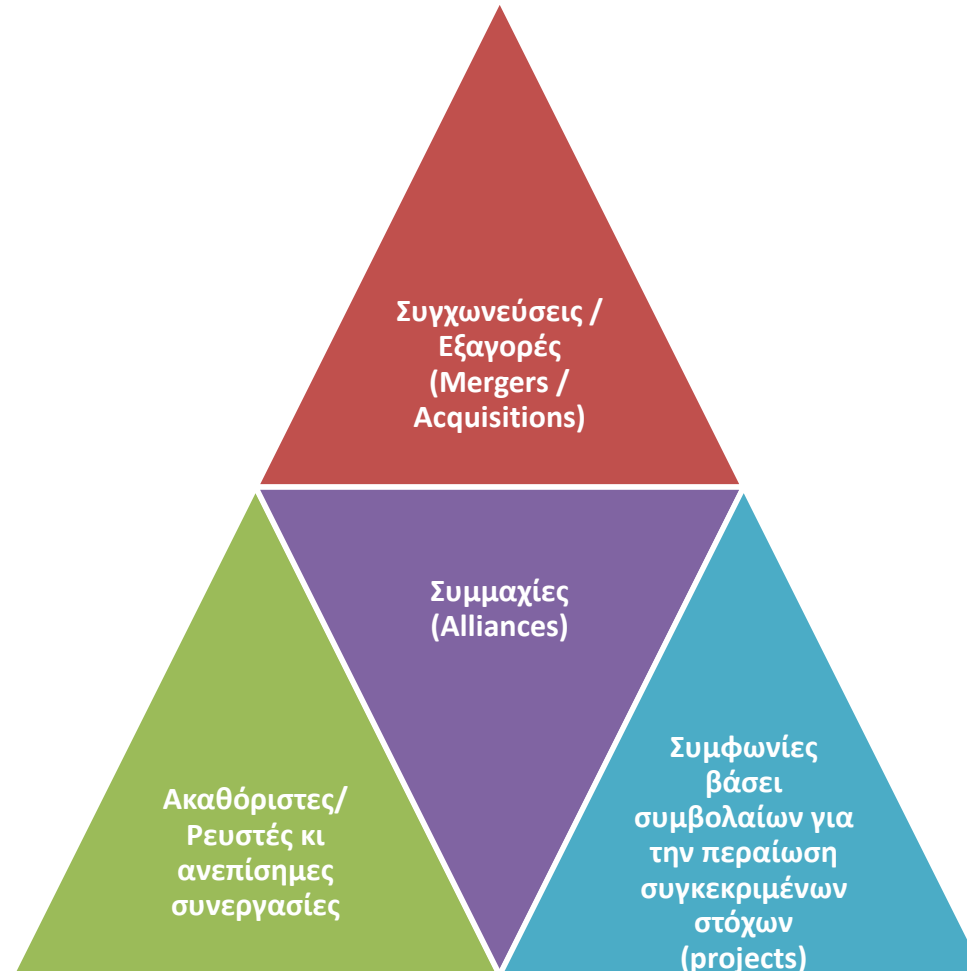 Συγχωνεύσεις /
Εξαγορές
(Mergers /
Acquisitions)
Συμμαχίες
(Alliances)
Ακαθόριστες/
Ρευστές κι
ανεπίσημες
συνεργασίες
Συμφωνίες
βάσει
συμβολαίων για
την περαίωση
συγκεκριμένων
στόχων
(projects)